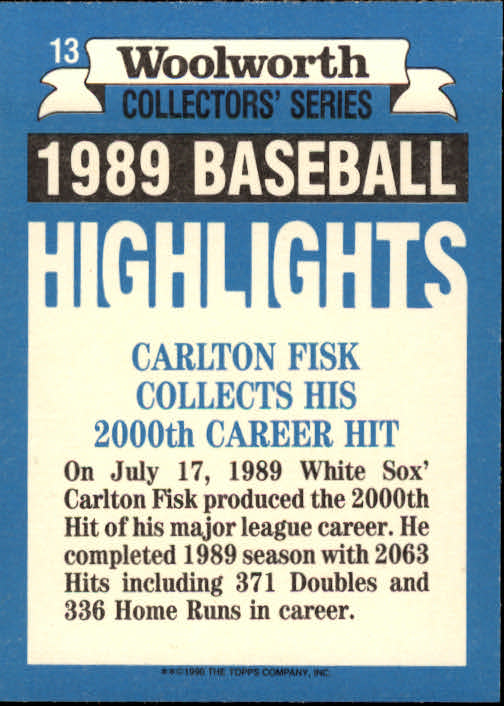 13
Woolworth
COLLECTORS' SERIES
1989 BASEBALL
HIGHLIGHTS
CARLTON FISK
COLLECTS HIS
2000th CAREER HIT
On July 17, 1989 White Sox'
Carlton Fisk produced the 2000th
Hit of his major league career. He
completed 1989 season with 2063
Hits including 371 Doubles and
336 Home Runs in career.
**©1990 THE TOPPS COMPANY, INC.